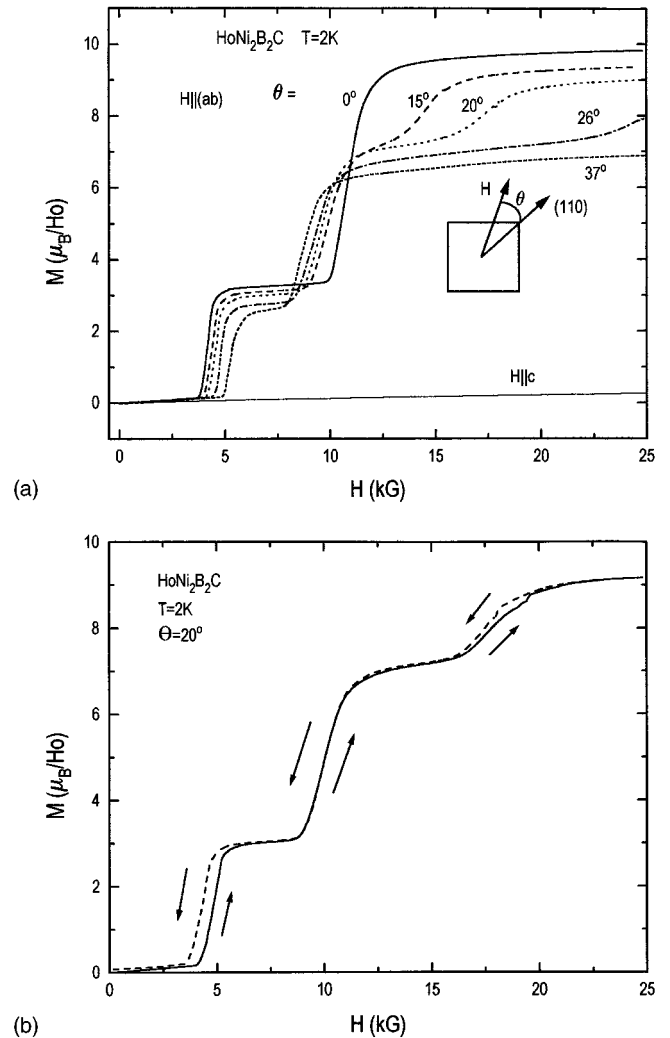 HoNi₂B₂C T=2K
H||(ab) θ = 0° 15° 20° 26° 37°
H θ (110)
H||c
M (μ_B/Ho)
10
8
6
4
2
0
0 5 10 15 20 25
H (kG)
(a)
HoNi₂B₂C
T=2K
Θ=20°
M (μ_B/Ho)
10
8
6
4
2
0
0 5 10 15 20 25
H (kG)
(b)